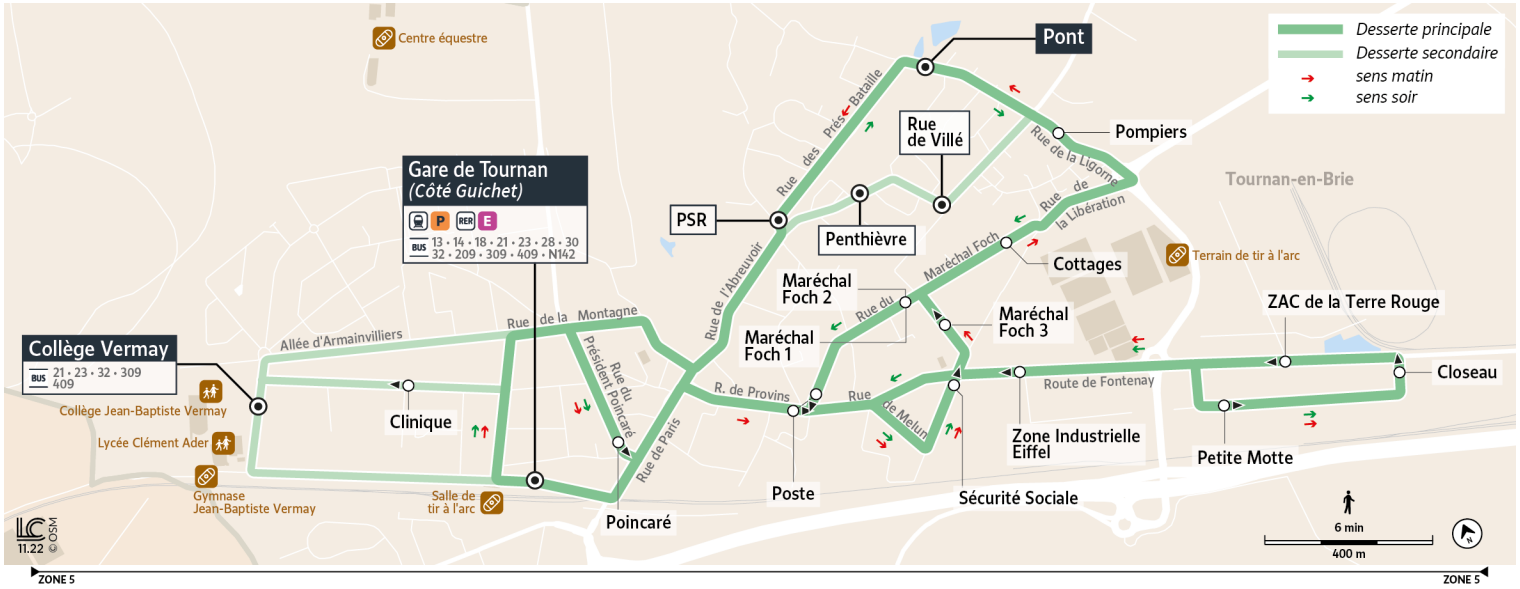 Centre équestre
Pont
Desserte principale
Desserte secondaire
sens matin
sens soir
Rue des Prés Bataille
Rue
de Villé
Pompiers
Rue de la Ligorne
Gare de Tournan
(Côté Guichet)
P RER E
BUS 13 • 14 • 18 • 21 • 23 • 28 • 30
32 • 209 • 309 • 409 • N142
Tournan-en-Brie
PSR
Penthièvre
Rue de
la Libération
Maréchal Foch
Rue du
Cottages
Terrain de tir à l'arc
Rue de l'Abreuvoir
Maréchal
Foch 2
ZAC de la Terre Rouge
Maréchal
Foch 3
Maréchal
Foch 1
Rue de la Montagne
Allée d'Armainvilliers
Collège Vermay
BUS 21 • 23 • 32 • 309
409
Rue du
Président Poincaré
Closeau
Route de Fontenay
R. de Provins
Rue
de Melun
Collège Jean-Baptiste Vermay
Clinique
Lycée Clément Ader
Rue de Paris
Zone Industrielle
Eiffel
Petite Motte
Gymnase
Jean-Baptiste Vermay
Salle de
tir à l'arc
Poste
Sécurité Sociale
Poincaré
6 min
400 m
N
LC
11.22
© OSM
ZONE 5
ZONE 5